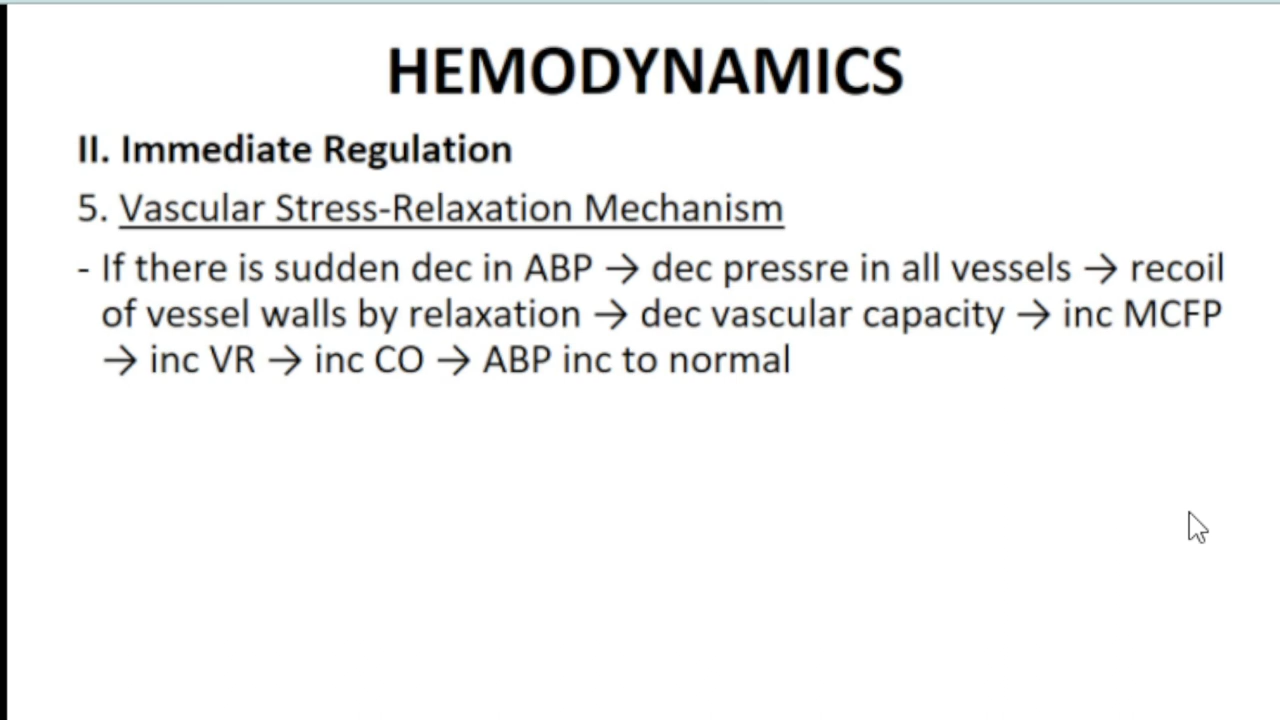 HEMODYNAMICS
II. Immediate Regulation
5. Vascular Stress-Relaxation Mechanism
- If there is sudden dec in ABP → dec pressre in all vessels → recoil
of vessel walls by relaxation → dec vascular capacity → inc MCFP
→ inc VR → inc CO → ABP inc to normal